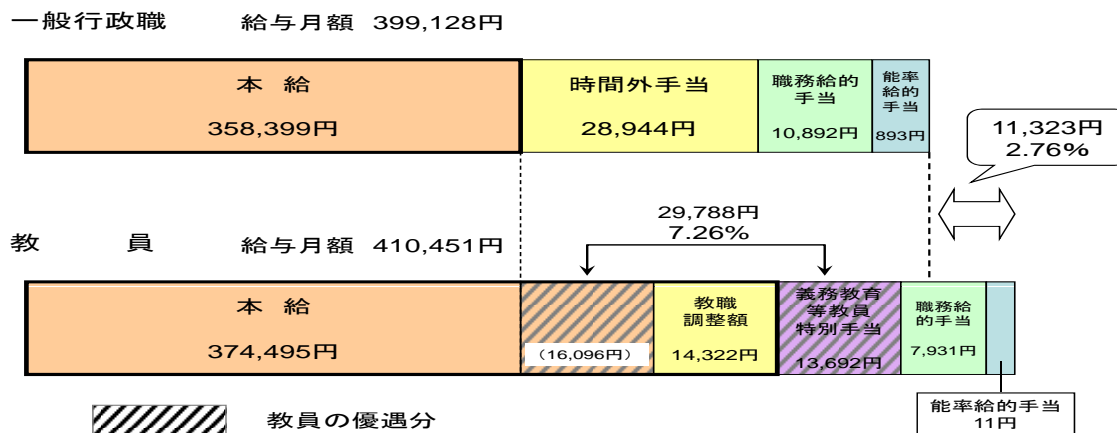 一般行政職 給与月額 399,128円
本 給
358,399円
時間外手当
28,944円
職務給的
手当
10,892円
能率
給的
手当
893円
11,323円
2.76%
29,788円
7.26%
教 員 給与月額 410,451円
本 給
374,495円
（16,096円）
教職
調整額
14,322円
義務教育
等教員
特別手当
13,692円
職務給
的手当
7,931円
能率給的手当
11円
教員の優遇分